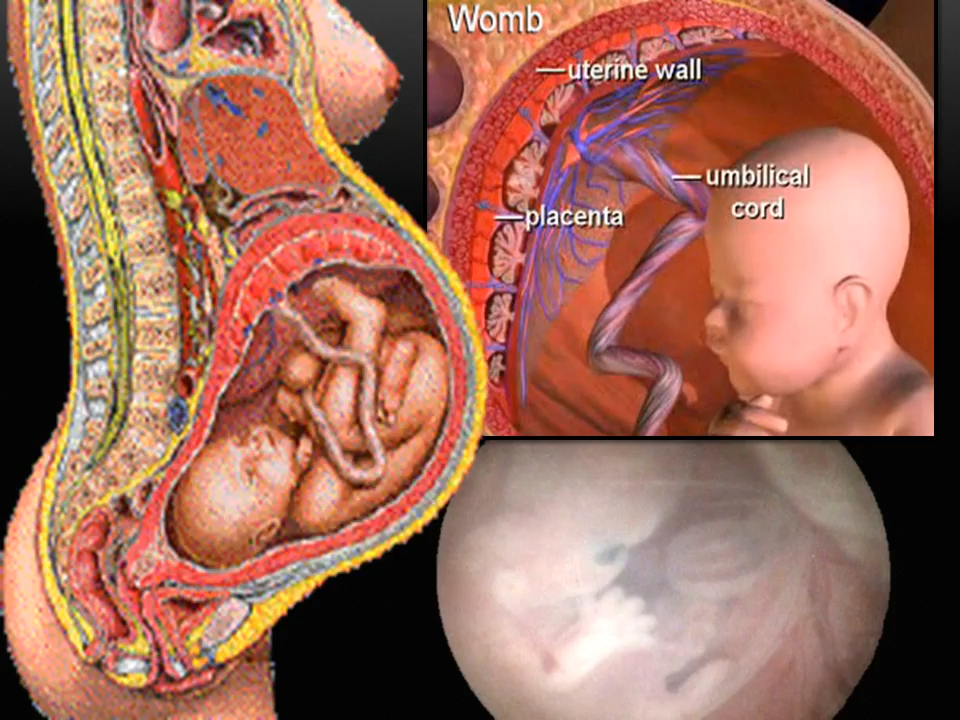 Womb
uterine wall
umbilical
cord
placenta